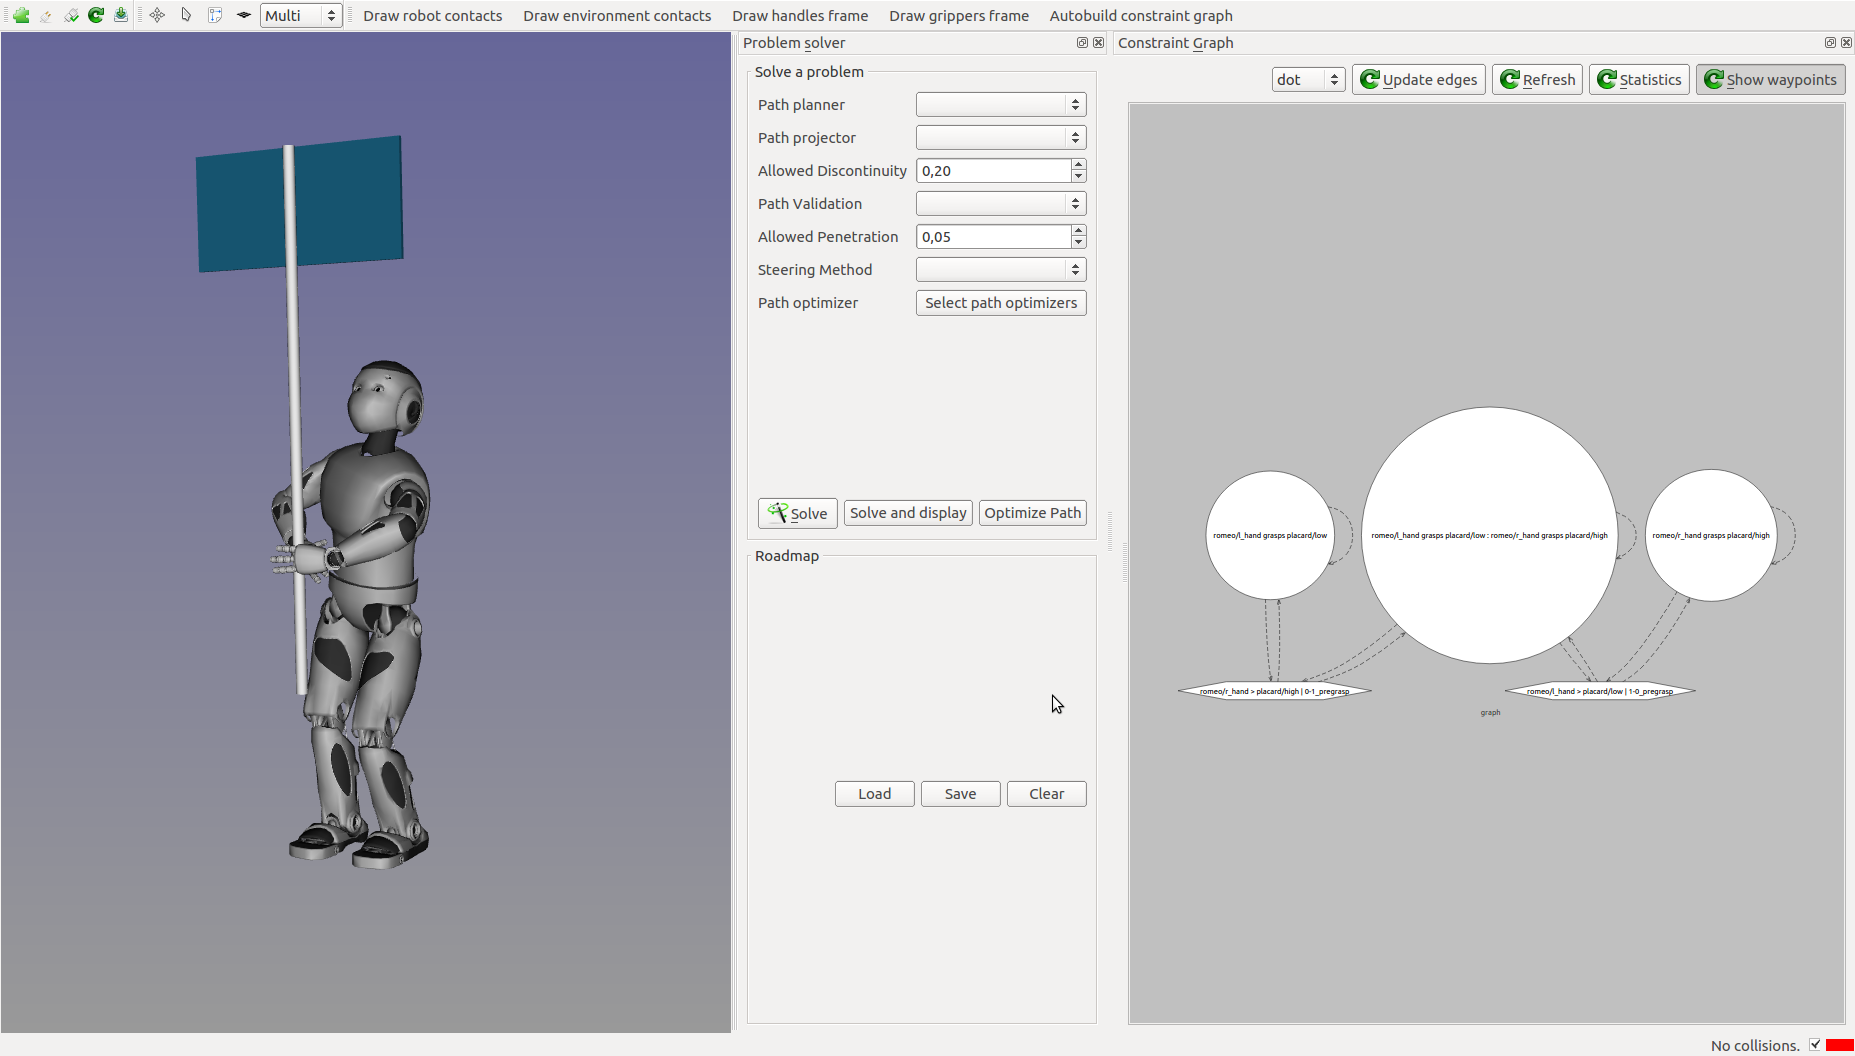 Multi Draw robot contacts Draw environment contacts Draw handles frame Draw grippers frame Autobuild constraint graph
Problem solver
Solve a problem
Path planner
Path projector
Allowed Discontinuity 0,20
Path Validation
Allowed Penetration 0,05
Steering Method
Path optimizer Select path optimizers
Solve Solve and display Optimize Path
Roadmap
Load Save Clear
Constraint Graph
dot Update edges Refresh Statistics Show waypoints
romeo/l_hand grasps placard/low
romeo/l_hand grasps placard/low : romeo/r_hand grasps placard/high
romeo/r_hand grasps placard/high
romeo/r_hand > placard/high | 0-1_pregrasp
romeo/l_hand > placard/low | 1-0_pregrasp
graph
No collisions.